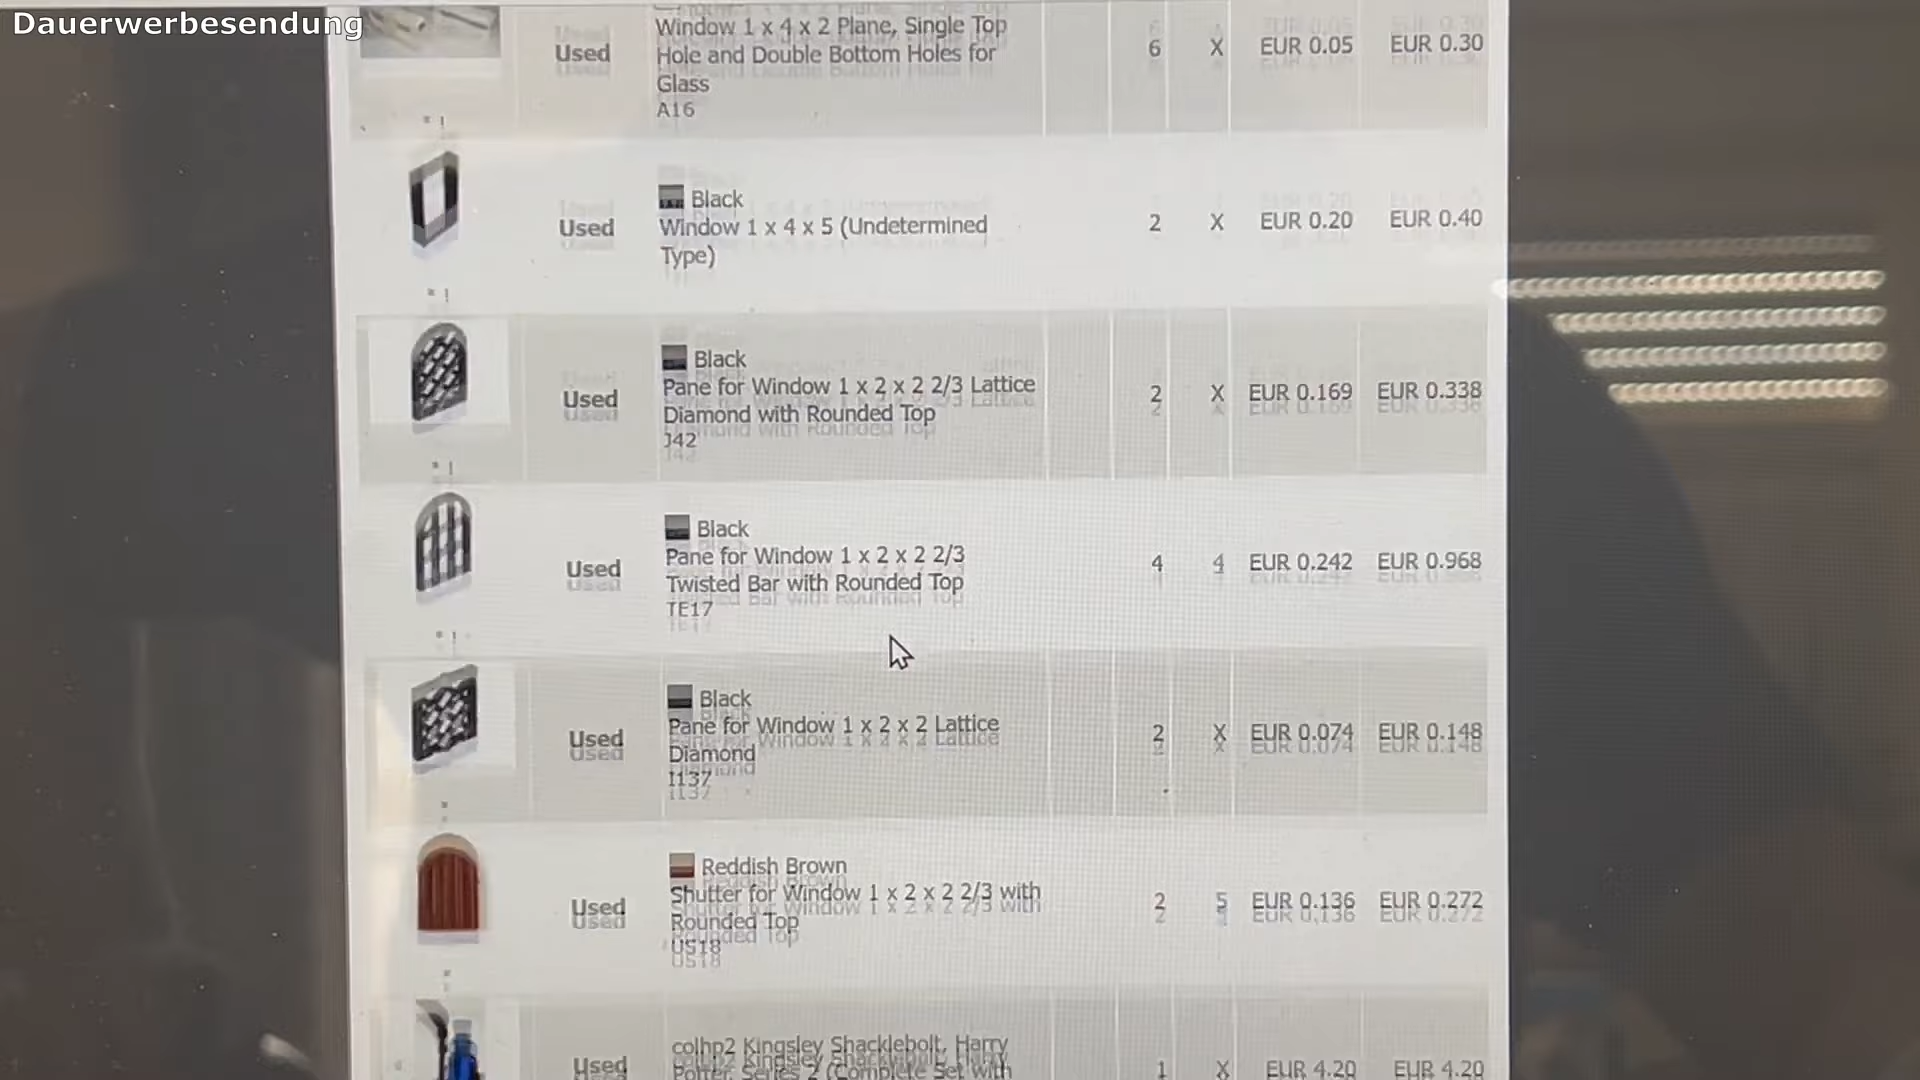 Dauerwerbesendung
Window 1 x 4 x 2 Plane, Single Top
Used
Hole and Double Bottom Holes for
6 X EUR 0.05 EUR 0.30
Glass
A16
* !
Black
Used
Window 1 x 4 x 5 (Undetermined
2 X EUR 0.20 EUR 0.40
Type)
* !
Black
Used
Pane for Window 1 x 2 x 2 2/3 Lattice
2 X EUR 0.169 EUR 0.338
Diamond with Rounded Top
J42
* !
Black
Used
Pane for Window 1 x 2 x 2 2/3
4 4 EUR 0.242 EUR 0.968
Twisted Bar with Rounded Top
TE17
* !
Black
Used
Pane for Window 1 x 2 x 2 Lattice
2 X EUR 0.074 EUR 0.148
Diamond
I137
*
Reddish Brown
Used
Shutter for Window 1 x 2 x 2 2/3 with
2 5 EUR 0.136 EUR 0.272
Rounded Top
US18
*
colhp2 Kingsley Shacklebolt, Harry
Used
Potter, Series 2 (Complete Set with
1 X EUR 4.20 EUR 4.20